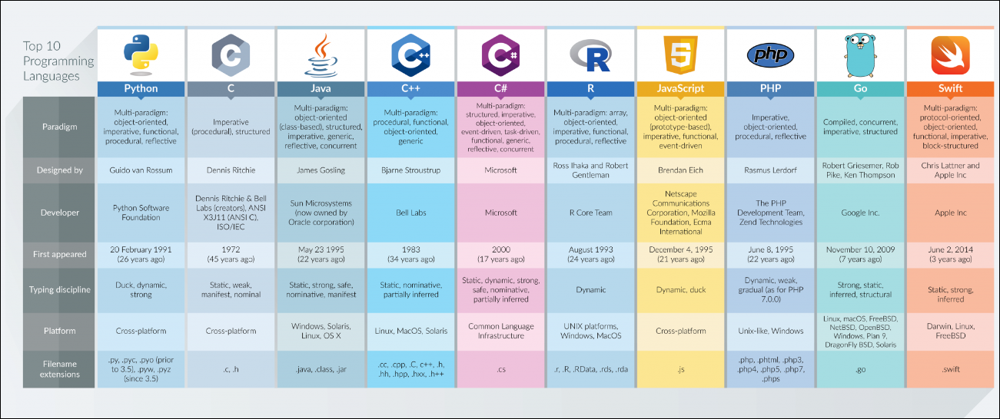 Top 10
Programming
Languages
C
C++
C#
R
5
php
Python
C
Java
C++
C#
R
JavaScript
PHP
Go
Swift
Paradigm
Multi-paradigm:
object-oriented,
imperative, functional,
procedural, reflective
Imperative
(procedural), structured
Multi-paradigm:
object-oriented
(class-based), structured,
imperative, generic,
reflective, concurrent
Multi-paradigm:
procedural, functional,
object-oriented,
generic
Multi-paradigm:
structured, imperative,
object-oriented,
event-driven, task-driven,
functional, generic,
reflective, concurrent
Multi-paradigm: array,
object-oriented,
imperative, functional,
procedural, reflective
Multi-paradigm:
object-oriented
(prototype-based),
imperative, functional,
event-driven
Imperative,
object-oriented,
procedural, reflective
Compiled, concurrent,
imperative, structured
Multi-paradigm:
protocol-oriented,
object-oriented,
functional, imperative,
block-structured
Designed by
Guido van Rossum
Dennis Ritchie
James Gosling
Bjarne Stroustrup
Microsoft
Ross Ihaka and Robert
Gentleman
Brendan Eich
Rasmus Lerdorf
Robert Griesemer, Rob
Pike, Ken Thompson
Chris Lattner and
Apple Inc
Developer
Python Software
Foundation
Dennis Ritchie & Bell
Labs (creators), ANSI
X3J11 (ANSI C),
ISO/IEC
Sun Microsystems
(now owned by
Oracle corporation)
Bell Labs
Microsoft
R Core Team
Netscape
Communications
Corporation, Mozilla
Foundation, Ecma
International
The PHP
Development Team,
Zend Technologies
Google Inc.
Apple Inc
First appeared
20 February 1991
(26 years ago)
1972
(45 years ago)
May 23 1995
(22 years ago)
1983
(34 years ago)
2000
(17 years ago)
August 1993
(24 years ago)
December 4, 1995
(21 years ago)
June 8, 1995
(22 years ago)
November 10, 2009
(7 years ago)
June 2, 2014
(3 years ago)
Typing discipline
Duck, dynamic,
strong
Static, weak,
manifest, nominal
Static, strong, safe,
nominative, manifest
Static, nominative,
partially inferred
Static, dynamic, strong,
safe, nominative,
partially inferred
Dynamic
Dynamic, duck
Dynamic, weak,
gradual (as for PHP
7.0.0)
Strong, static,
inferred, structural
Static, strong,
inferred
Platform
Cross-platform
Cross-platform
Windows, Solaris,
Linux, OS X
Linux, MacOS, Solaris
Common Language
Infrastructure
UNIX platforms,
Windows, MacOS
Cross-platform
Unix-like, Windows
Linux, macOS, FreeBSD,
NetBSD, OpenBSD,
Windows, Plan 9,
DragonFly BSD, Solaris
Darwin, Linux,
FreeBSD
Filename
extensions
.py, .pyc, .pyo (prior
to 3.5), .pyw, .pyz
(since 3.5)
.c, .h
.java, .class, .jar
.cc, .cpp, .C, c++, .h,
.hh, .hpp, .hxx, .h++
.cs
.r, .R, .RData, .rds, .rda
.js
.php, .phtml, .php3,
.php4, .php5, .php7,
.phps
.go
.swift